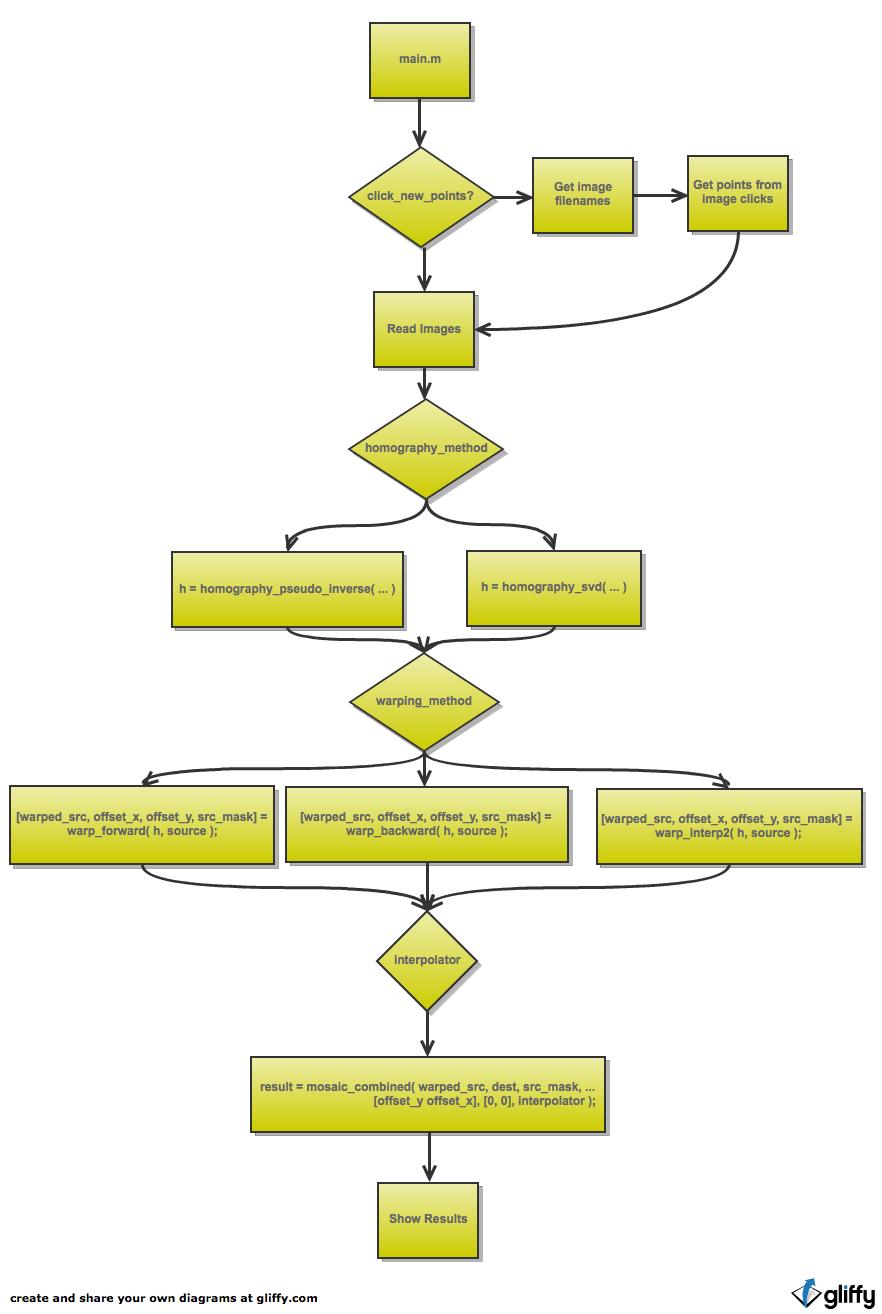 main.m
click_new_points?
Get image
filenames
Get points from
image clicks
Read Images
homography_method
h = homography_pseudo_inverse( ... )
h = homography_svd( ... )
warping_method
[warped_src, offset_x, offset_y, src_mask] =
warp_forward( h, source );
[warped_src, offset_x, offset_y, src_mask] =
warp_backward( h, source );
[warped_src, offset_x, offset_y, src_mask] =
warp_interp2( h, source );
interpolator
result = mosaic_combined( warped_src, dest, src_mask, ...
[offset_y offset_x], [0, 0], interpolator );
Show Results
create and share your own diagrams at gliffy.com
gliffy